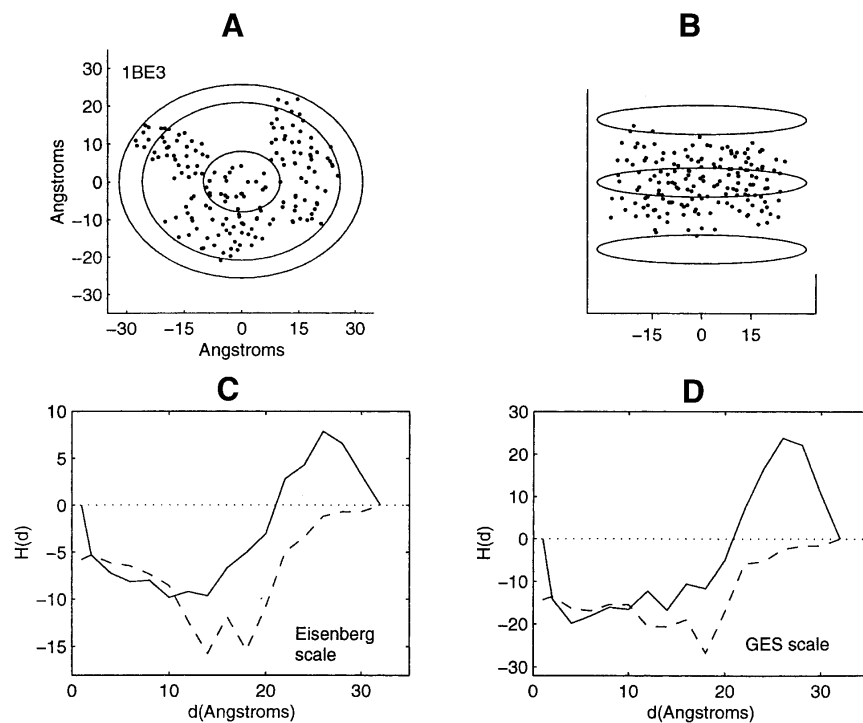 A
B
1BE3
30
20
10
0
−10
−20
−30
Angstroms
−30 −15 0 15 30
Angstroms
−15 0 15
C
D
10
5
0
−5
−10
−15
H(d)
Eisenberg
scale
0 10 20 30
d(Angstroms)
30
20
10
0
−10
−20
−30
H(d)
GES scale
0 10 20 30
d(Angstroms)